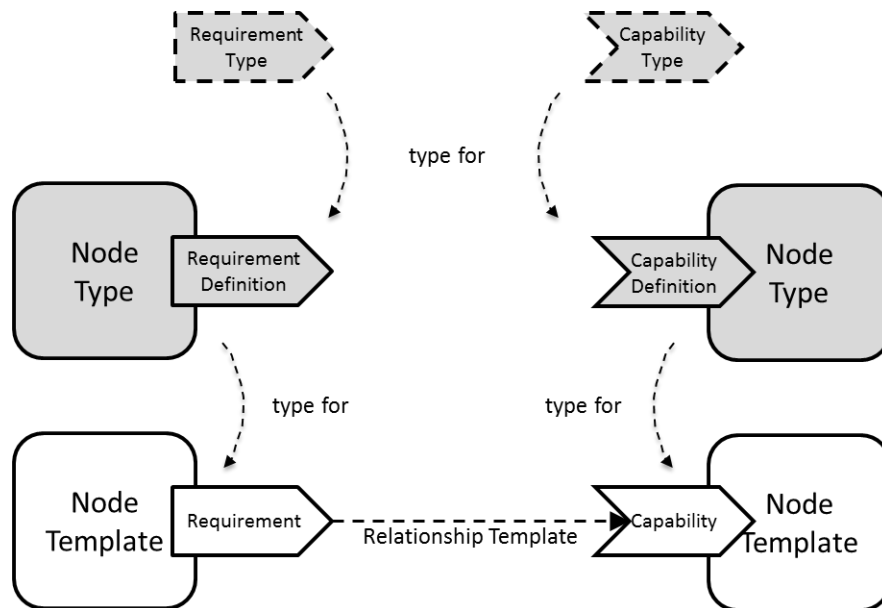 Requirement
Type
Capability
Type
type for
Node
Type
Requirement
Definition
Capability
Definition
Node
Type
type for
type for
Node
Template
Requirement
Relationship Template
Capability
Node
Template